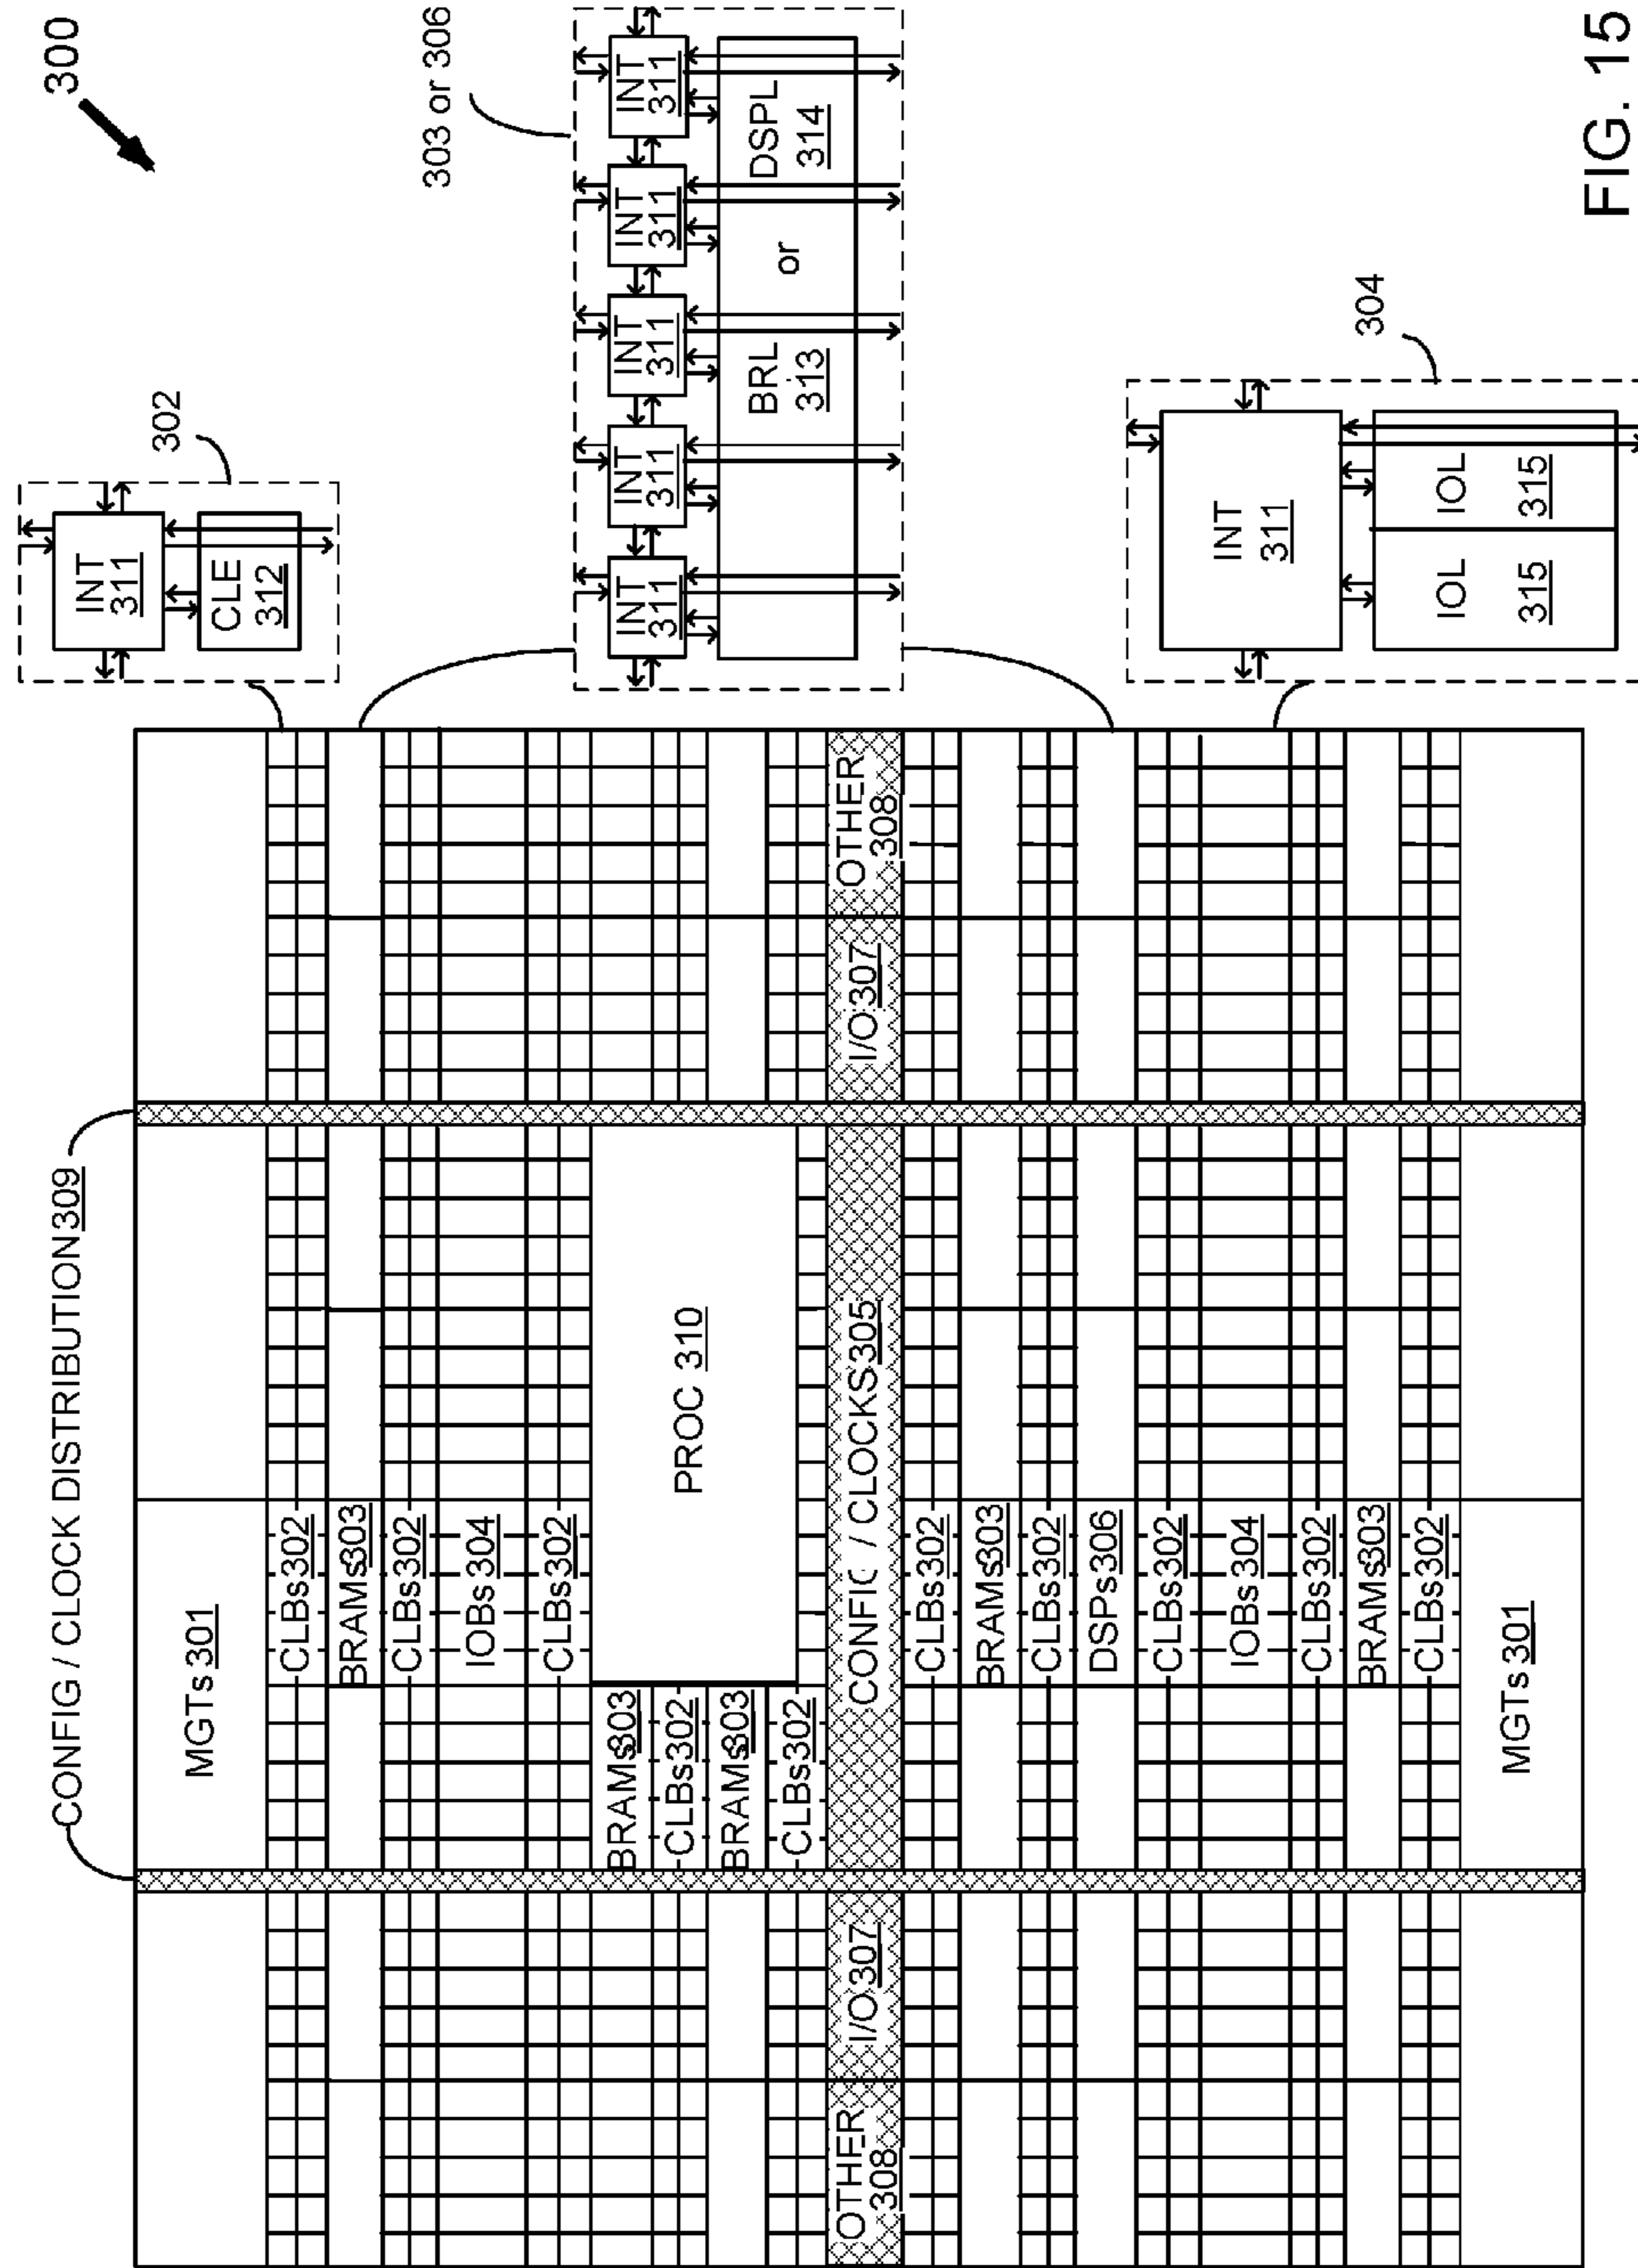 300
CONFIG / CLOCK DISTRIBUTION 309
MGTs 301
CLBs 302
BRAMs 303
CLBs 302
IOBs 304
CLBs 302
PROC 310
BRAMs 303
CLBs 302
BRAMs 303
CLBs 302
OTHER 308
I/O 307
CONFIG / CLOCKS 305
I/O 307
OTHER 308
CLBs 302
BRAMs 303
CLBs 302
DSPs 306
CLBs 302
IOBs 304
CLBs 302
BRAMs 303
CLBs 302
MGTs 301
302
INT
311
CLE
312
303 or 306
INT
311
INT
311
INT
311
INT
311
INT
311
BRL
313
or
DSPL
314
304
INT
311
IOL
315
IOL
315
FIG. 15